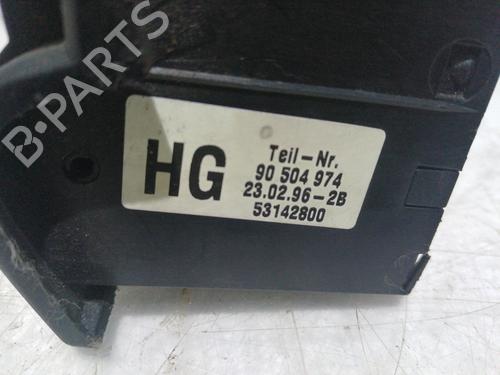 B-PARTS
HG
Teil-Nr.
90 504 974
23.02.96-2B
53142800